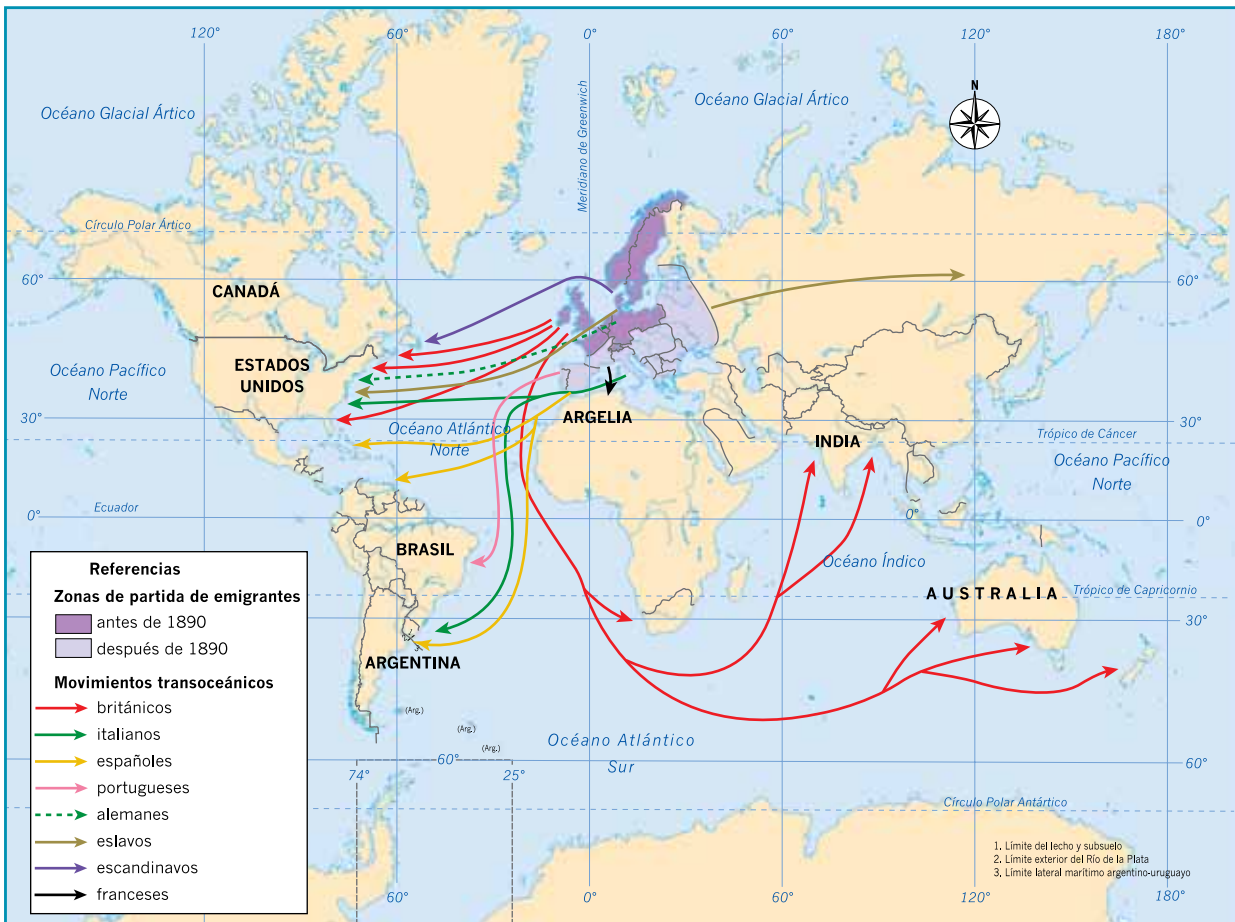 120°
60°
0°
60°
120°
180°
N
Océano Glacial Ártico
Océano Glacial Ártico
Meridiano de Greenwich
Círculo Polar Ártico
60°
60°
CANADÁ
ESTADOS
UNIDOS
Océano Pacífico
Norte
30°
30°
Océano Atlántico
Norte
ARGELIA
INDIA
Trópico de Cáncer
Océano Pacífico
Norte
Ecuador
0°
0°
0°
BRASIL
Océano Índico
AUSTRALIA
Trópico de Capricornio
30°
30°
ARGENTINA
(Arg.)
(Arg.)
(Arg.)
Océano Atlántico
Sur
60°
60°
74°
25°
Círculo Polar Antártico
Referencias
Zonas de partida de emigrantes
antes de 1890
después de 1890
Movimientos transoceánicos
británicos
italianos
españoles
portugueses
alemanes
eslavos
escandinavos
franceses
1. Límite del lecho y subsuelo
2. Límite exterior del Río de la Plata
3. Límite lateral marítimo argentino-uruguayo
60°
0°
60°
120°
180°